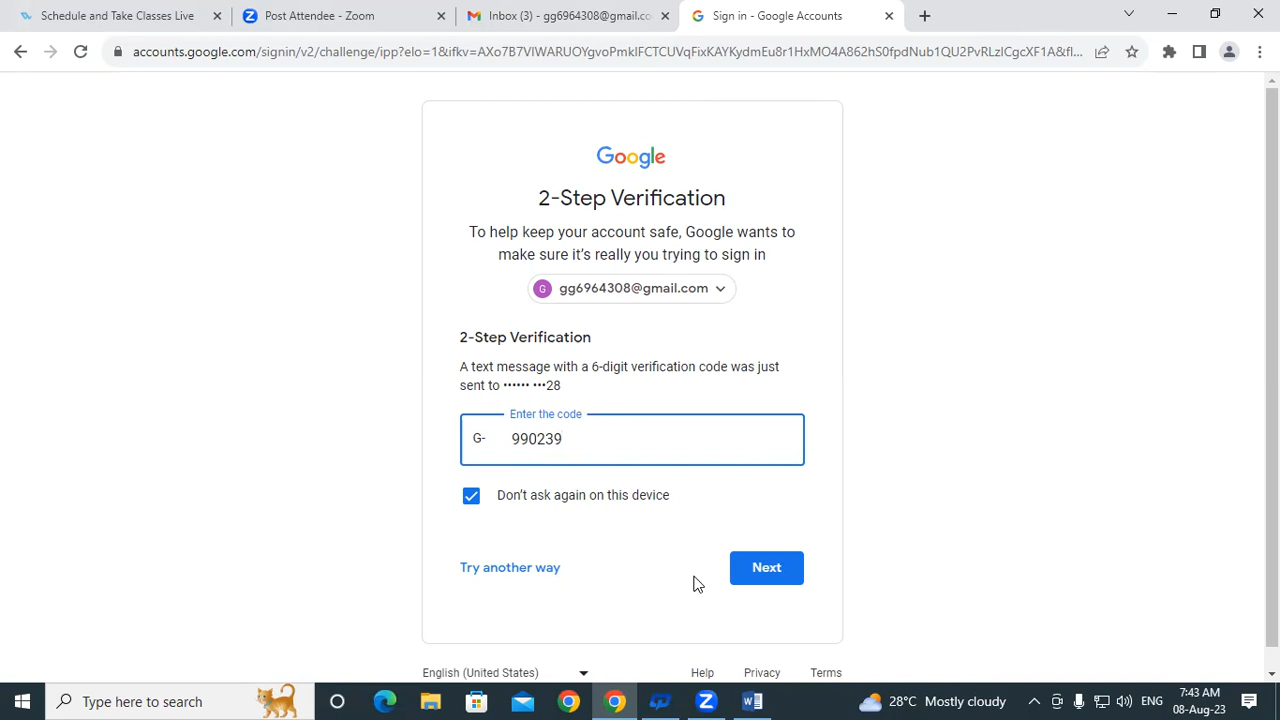 Schedule and Take Classes Live
Post Attendee - Zoom
Inbox (3) - gg6964308@gmail.co
Sign in - Google Accounts
accounts.google.com/signin/v2/challenge/ipp?elo=1&ifkv=AXo7B7VlWARUOYgvoPmklFCTCUVqFixKAYKydmEu8r1HxMO4A862hS0fpdNub1QU2PvRLzlCgcXF1A&fl...
Google
2-Step Verification
To help keep your account safe, Google wants to
make sure it's really you trying to sign in
G gg6964308@gmail.com
2-Step Verification
A text message with a 6-digit verification code was just
sent to •••••• •••28
Enter the code
G- 990239
Don't ask again on this device
Try another way
Next
English (United States)
Help
Privacy
Terms
Type here to search
28°C Mostly cloudy
ENG
7:43 AM
08-Aug-23